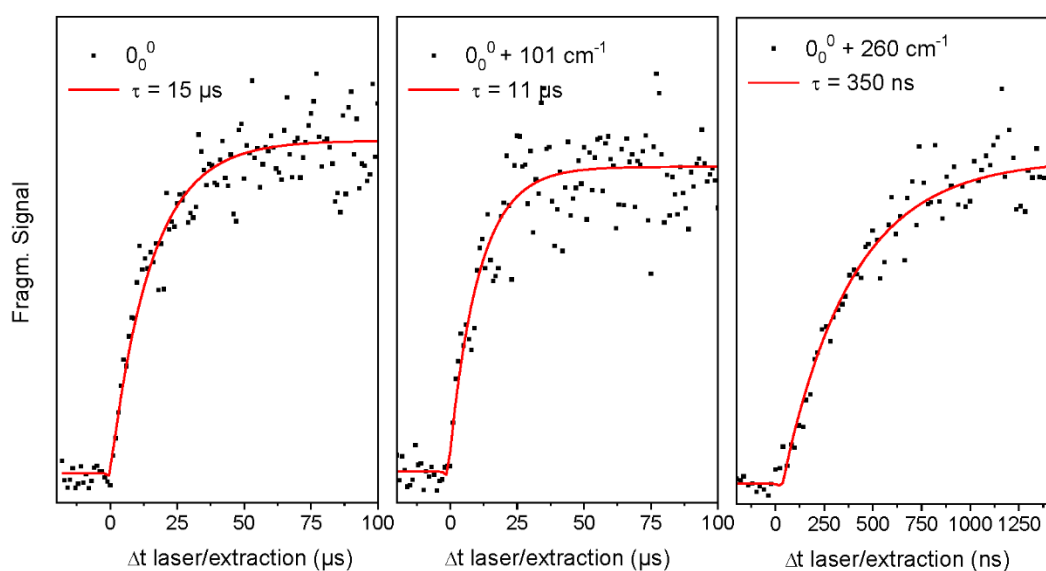 Fragm. Signal
0₀⁰
τ = 15 µs
0 25 50 75 100
Δt laser/extraction (µs)
0₀⁰ + 101 cm⁻¹
τ = 11 µs
0 25 50 75 100
Δt laser/extraction (µs)
0₀⁰ + 260 cm⁻¹
τ = 350 ns
0 250 500 750 1000 1250
Δt laser/extraction (ns)